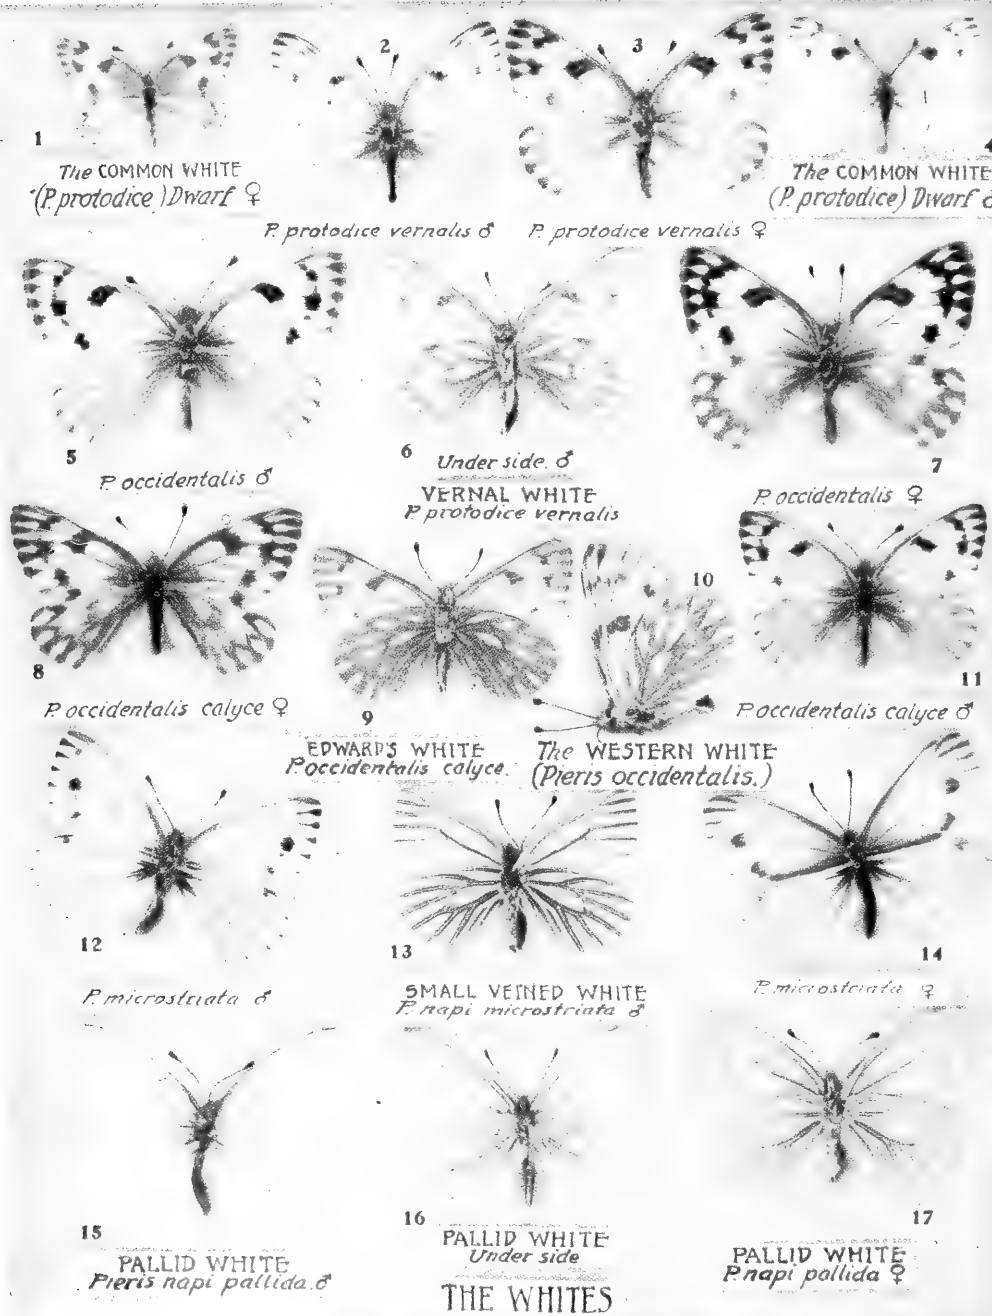 1
2
3
4
The COMMON WHITE
(P. protodice) Dwarf ♀
The COMMON WHITE
(P. protodice) Dwarf ♂
P. protodice vernalis ♂
P. protodice vernalis ♀
5
6
7
P. occidentalis ♂
Under side. ♂
VERNAL WHITE
P. protodice vernalis
P. occidentalis ♀
8
9
10
11
P. occidentalis calyce ♀
EDWARD'S WHITE
P. occidentalis calyce.
The WESTERN WHITE
(Pieris occidentalis.)
P. occidentalis calyce ♂
12
13
14
P. microstriata ♂
SMALL VEINED WHITE
P. napi microstriata ♂
P. microstriata ♀
15
16
17
PALLID WHITE
Pieris napi pallida. ♂
PALLID WHITE
Under side
PALLID WHITE
P. napi pallida ♀
THE WHITES